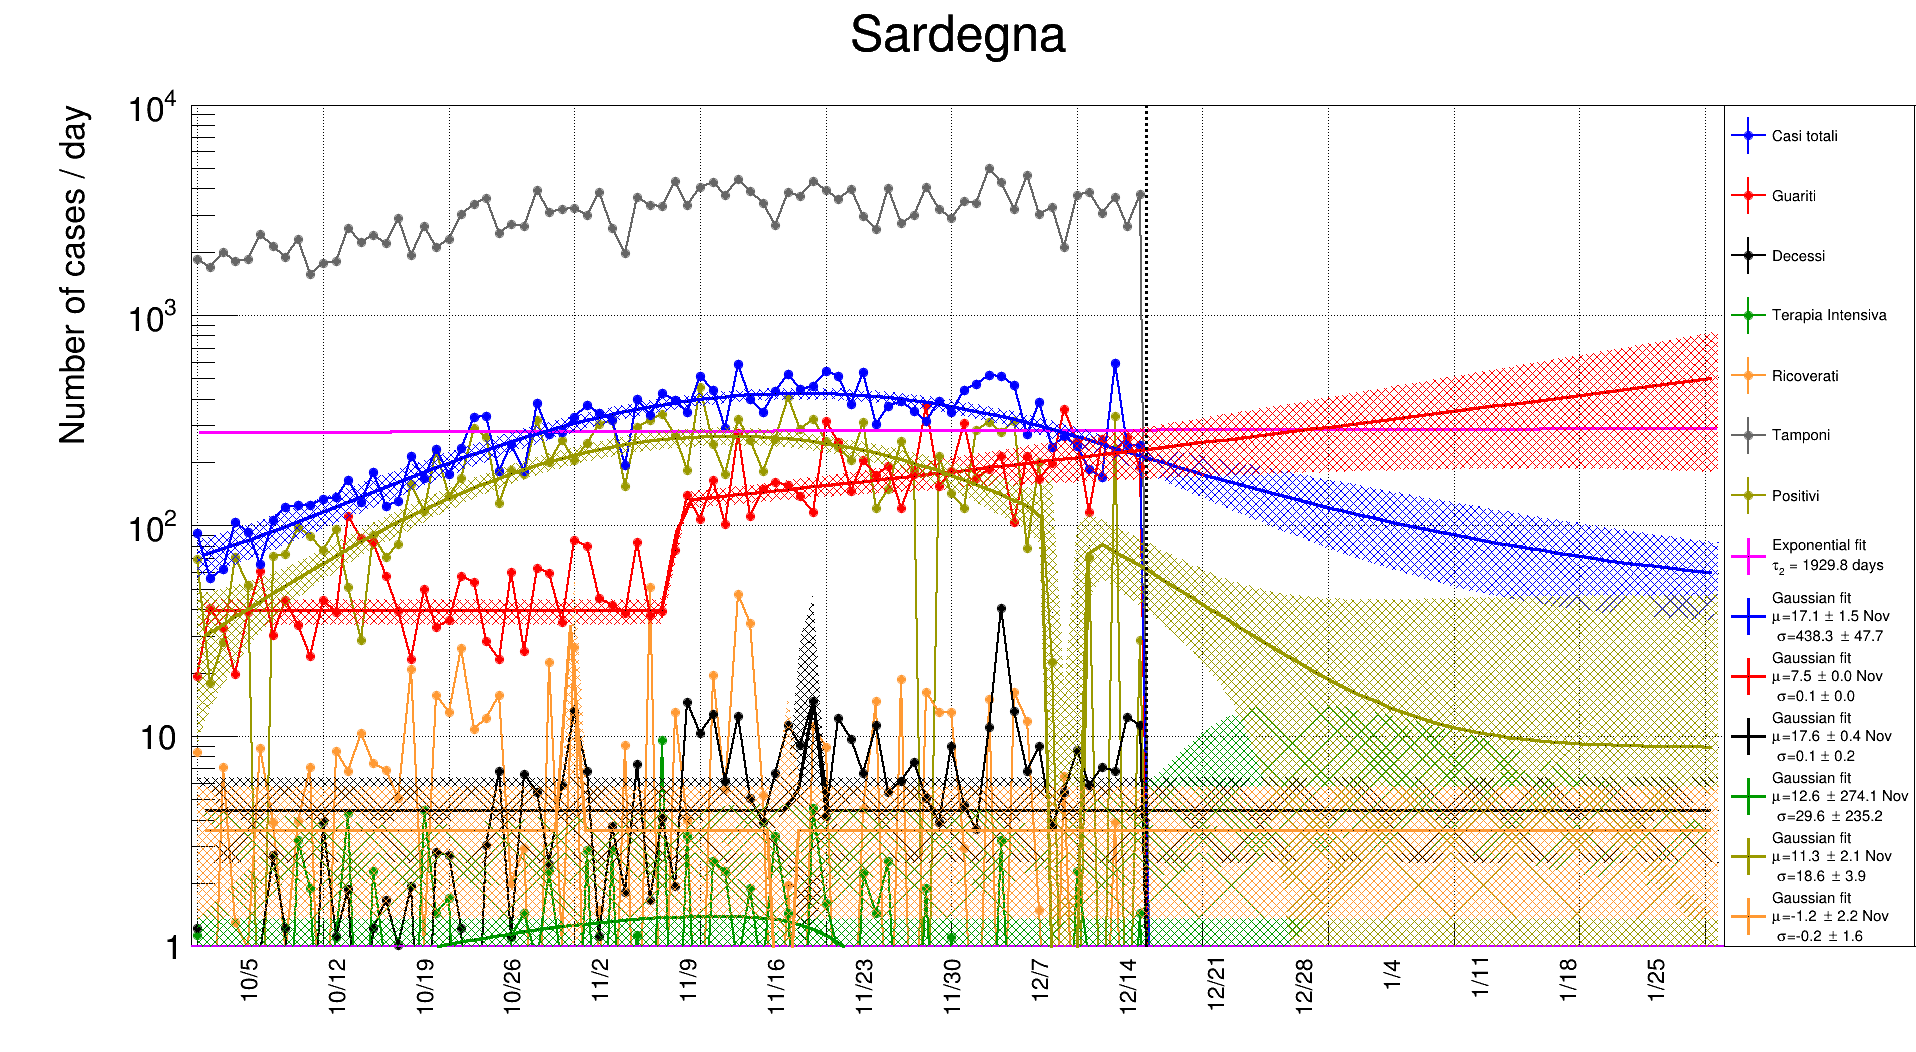 Sardegna
Number of cases / day
10^4
10^3
10^2
10
1
10/5
10/12
10/19
10/26
11/2
11/9
11/16
11/23
11/30
12/7
12/14
12/21
12/28
1/4
1/11
1/18
1/25
Casi totali
Guariti
Decessi
Terapia Intensiva
Ricoverati
Tamponi
Positivi
Exponential fit
τ₂ = 1929.8 days
Gaussian fit
μ=17.1 ± 1.5 Nov
σ=438.3 ± 47.7
Gaussian fit
μ=7.5 ± 0.0 Nov
σ=0.1 ± 0.0
Gaussian fit
μ=17.6 ± 0.4 Nov
σ=0.1 ± 0.2
Gaussian fit
μ=12.6 ± 274.1 Nov
σ=29.6 ± 235.2
Gaussian fit
μ=11.3 ± 2.1 Nov
σ=18.6 ± 3.9
Gaussian fit
μ=-1.2 ± 2.2 Nov
σ=-0.2 ± 1.6